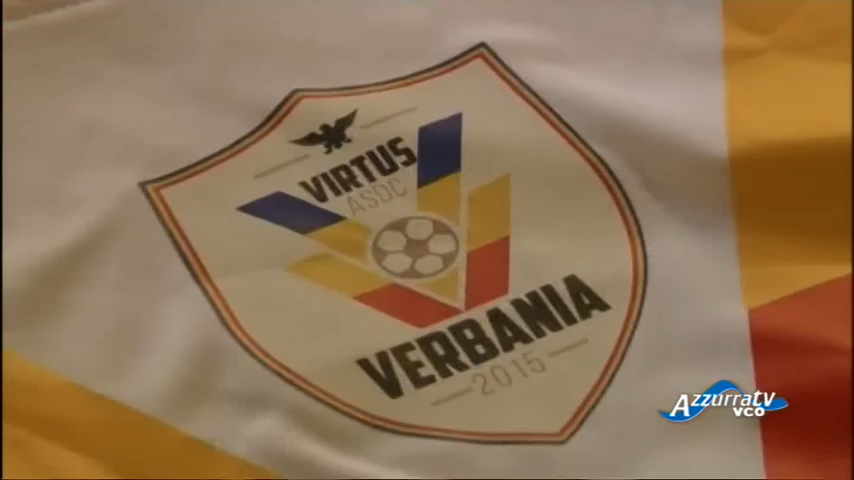 VIRTUS
ASDC
VERBANIA
2015
Azzurratv
VCO